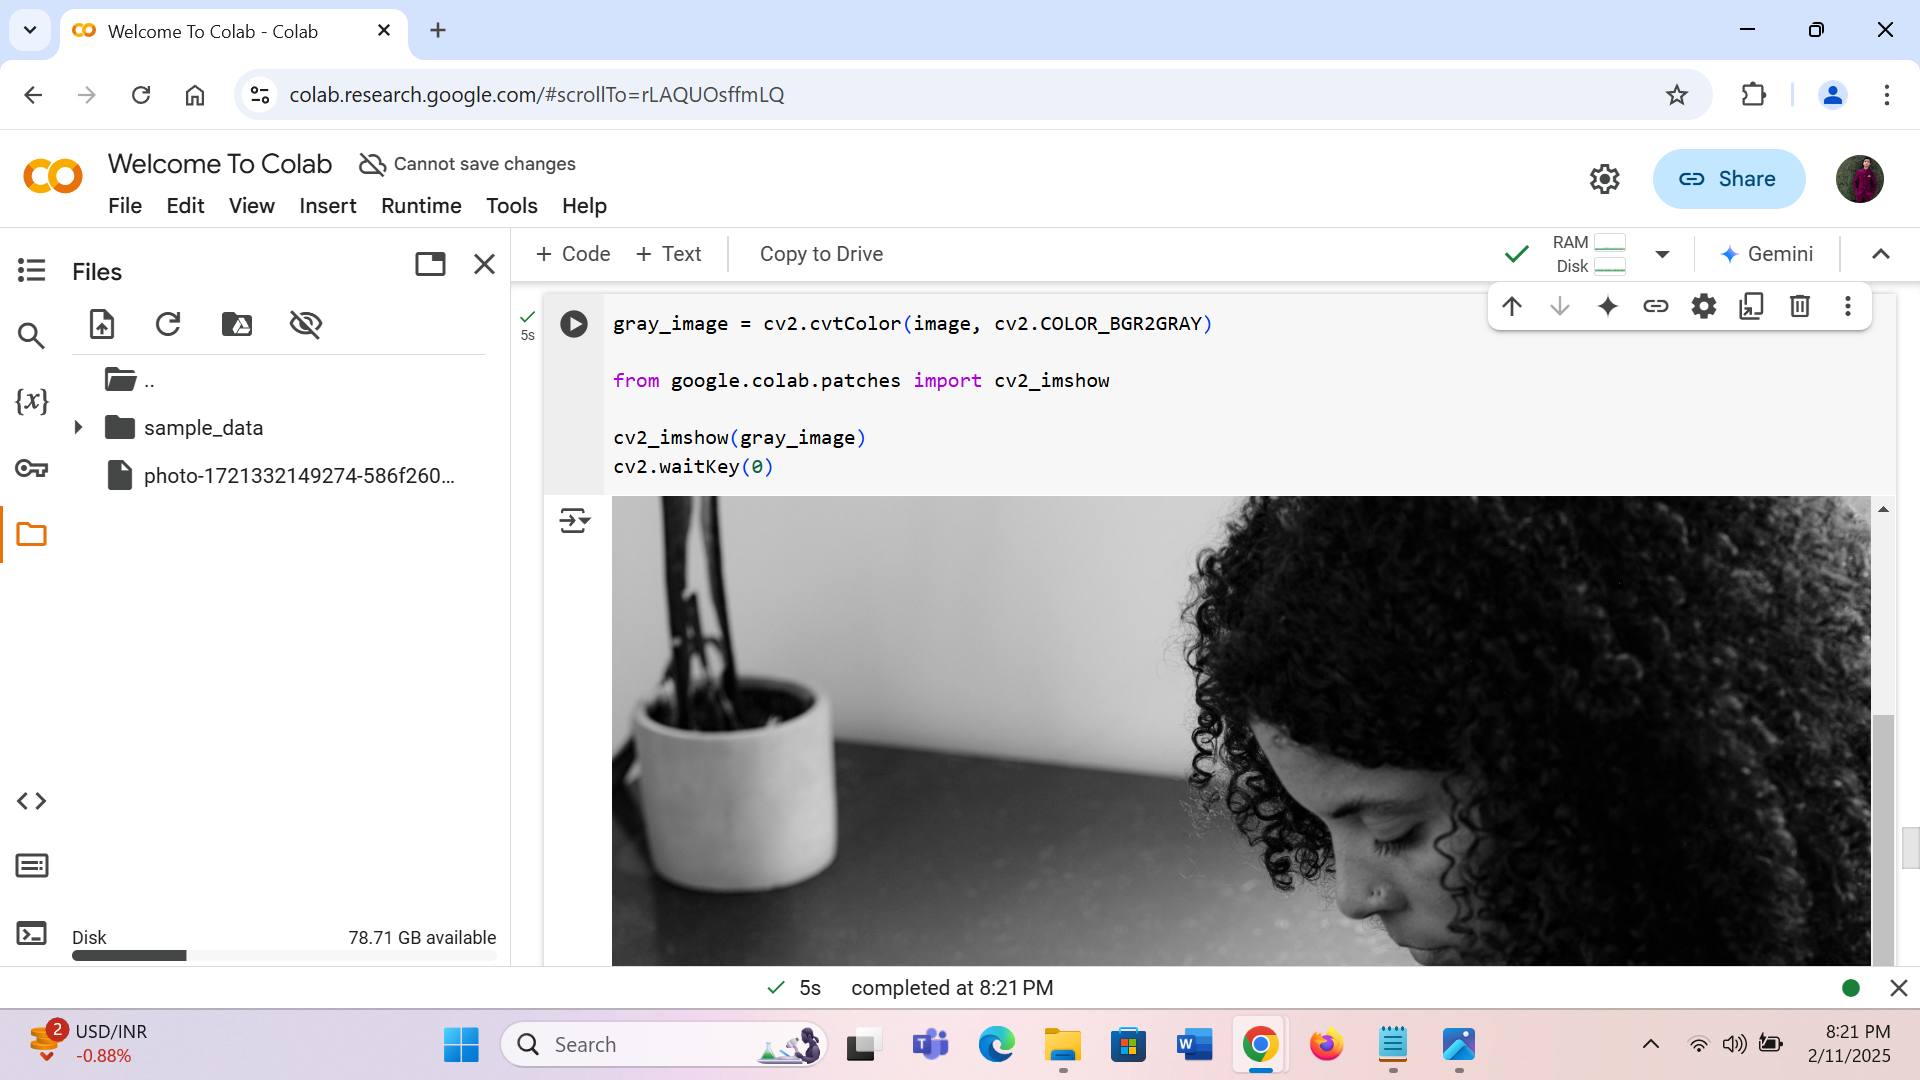 Welcome To Colab - Colab
colab.research.google.com/#scrollTo=rLAQUOsffmLQ
Welcome To Colab Cannot save changes
Share
File Edit View Insert Runtime Tools Help
Files
+ Code + Text Copy to Drive
RAM
Disk
Gemini
5s
gray_image = cv2.cvtColor(image, cv2.COLOR_BGR2GRAY)
from google.colab.patches import cv2_imshow
cv2_imshow(gray_image)
cv2.waitKey(0)
..
sample_data
photo-1721332149274-586f260...
{x}
Disk 78.71 GB available
5s completed at 8:21 PM
2
USD/INR
-0.88%
Search
8:21 PM
2/11/2025